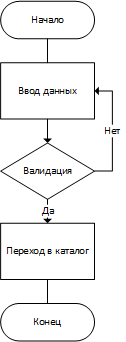 Начало
Ввод данных
Нет
Валидация
Да
Переход в каталог
Конец